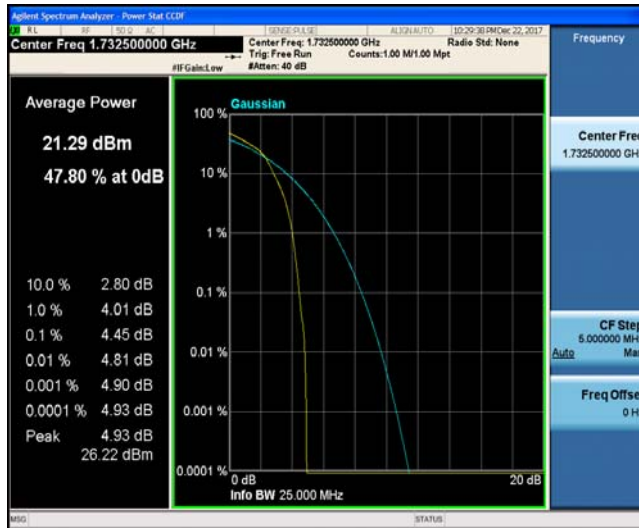 Agilent Spectrum Analyzer - Power Stat CCDF
RL RF 50 Ω AC SENSE:PULSE ALIGNAUTO 10:29:38 PM Dec 22, 2017
Center Freq 1.732500000 GHz
Center Freq: 1.732500000 GHz Radio Std: None
Trig: Free Run Counts:1.00 M/1.00 Mpt
#IFGain:Low #Atten: 40 dB
Frequency
Average Power
21.29 dBm
47.80 % at 0dB
10.0 % 2.80 dB
1.0 % 4.01 dB
0.1 % 4.45 dB
0.01 % 4.81 dB
0.001 % 4.90 dB
0.0001 % 4.93 dB
Peak 4.93 dB
26.22 dBm
Gaussian
100 %
10 %
1 %
0.1 %
0.01 %
0.001 %
0.0001 %
0 dB 20 dB
Info BW 25.000 MHz
Center Fre
1.732500000 GH
CF Step
5.000000 MH
Auto Ma
Freq Offse
0 H
MSG STATUS